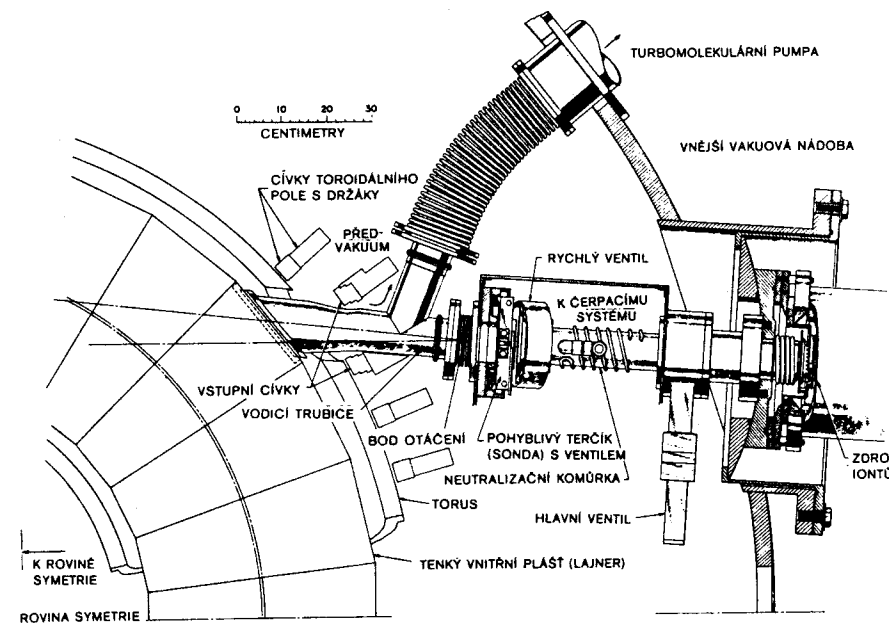 TURBOMOLEKULÁRNÍ PUMPA
0 10 20 30
CENTIMETRY
VNĚJŠÍ VAKUOVÁ NÁDOBA
CÍVKY TOROIDÁLNÍHO
POLE S DRŽÁKY
PŘED-
VAKUUM
RYCHLÝ VENTIL
K ČERPACÍMU
SYSTÉMU
VSTUPNÍ CÍVKY
VODICÍ TRUBICE
BOD OTÁČENÍ
POHYBLIVÝ TERČÍK
(SONDA) S VENTILEM
NEUTRALIZAČNÍ KOMŮRKA
ZDRO
IONTŮ
TORUS
HLAVNÍ VENTIL
K ROVINĚ
SYMETRIE
TENKÝ VNITŘNÍ PLÁŠŤ (LAJNER)
ROVINA SYMETRIE